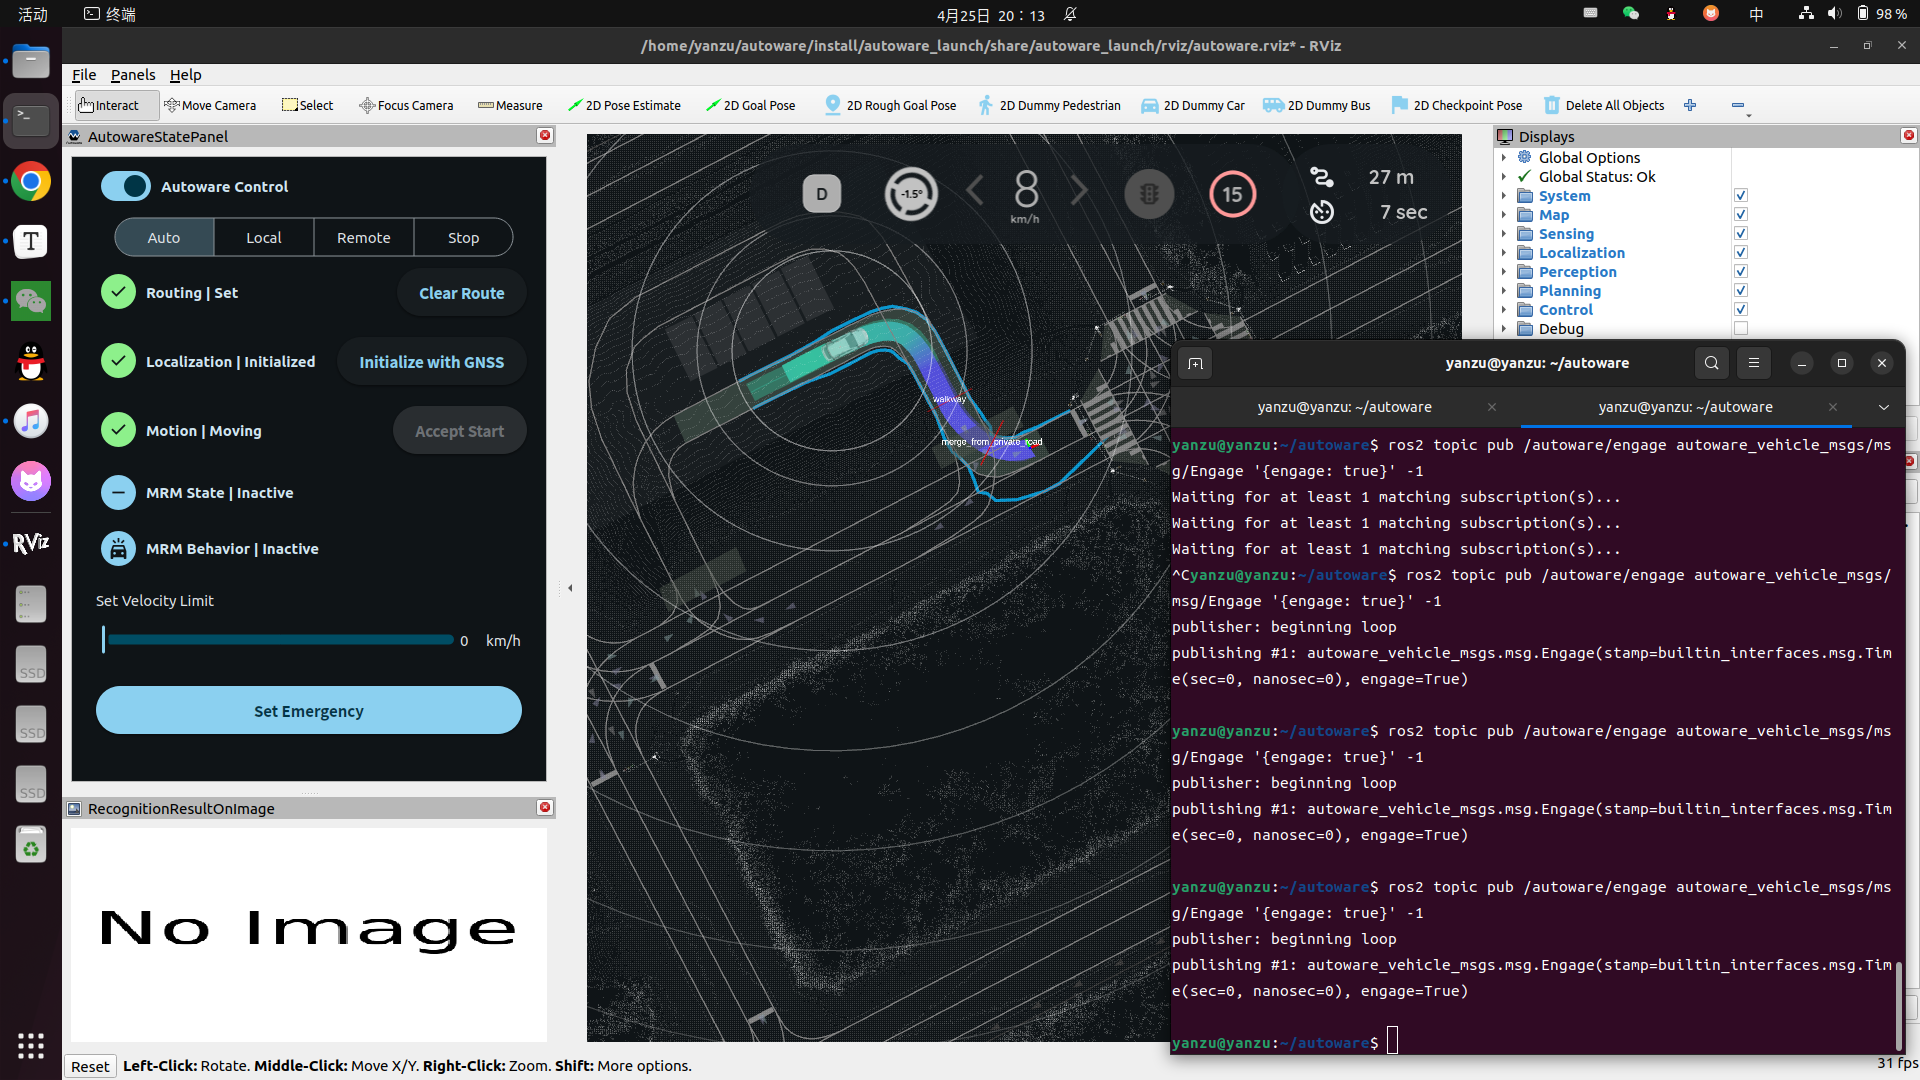 活动
终端
4月25日 20：13
中
98 %
/home/yanzu/autoware/install/autoware_launch/share/autoware_launch/rviz/autoware.rviz* - RViz
File Panels Help
Interact Move Camera Select Focus Camera Measure 2D Pose Estimate 2D Goal Pose 2D Rough Goal Pose 2D Dummy Pedestrian 2D Dummy Car 2D Dummy Bus 2D Checkpoint Pose Delete All Objects
AutowareStatePanel
Autoware Control
Auto Local Remote Stop
Routing | Set Clear Route
Localization | Initialized Initialize with GNSS
Motion | Moving Accept Start
MRM State | Inactive
MRM Behavior | Inactive
Set Velocity Limit
0 km/h
Set Emergency
RecognitionResultOnImage
No Image
D
-1.5°
8
km/h
15
27 m
7 sec
walkway
merge_from_private_road
Displays
Global Options
Global Status: Ok
System
Map
Sensing
Localization
Perception
Planning
Control
Debug
yanzu@yanzu: ~/autoware
yanzu@yanzu: ~/autoware
yanzu@yanzu: ~/autoware
yanzu@yanzu:~/autoware$ ros2 topic pub /autoware/engage autoware_vehicle_msgs/ms
g/Engage '{engage: true}' -1
Waiting for at least 1 matching subscription(s)...
Waiting for at least 1 matching subscription(s)...
Waiting for at least 1 matching subscription(s)...
^Cyanzu@yanzu:~/autoware$ ros2 topic pub /autoware/engage autoware_vehicle_msgs/
msg/Engage '{engage: true}' -1
publisher: beginning loop
publishing #1: autoware_vehicle_msgs.msg.Engage(stamp=builtin_interfaces.msg.Tim
e(sec=0, nanosec=0), engage=True)
yanzu@yanzu:~/autoware$ ros2 topic pub /autoware/engage autoware_vehicle_msgs/ms
g/Engage '{engage: true}' -1
publisher: beginning loop
publishing #1: autoware_vehicle_msgs.msg.Engage(stamp=builtin_interfaces.msg.Tim
e(sec=0, nanosec=0), engage=True)
yanzu@yanzu:~/autoware$ ros2 topic pub /autoware/engage autoware_vehicle_msgs/ms
g/Engage '{engage: true}' -1
publisher: beginning loop
publishing #1: autoware_vehicle_msgs.msg.Engage(stamp=builtin_interfaces.msg.Tim
e(sec=0, nanosec=0), engage=True)
yanzu@yanzu:~/autoware$
T
RViz
SSD
SSD
SSD
Reset Left-Click: Rotate. Middle-Click: Move X/Y. Right-Click: Zoom. Shift: More options.
31 fps